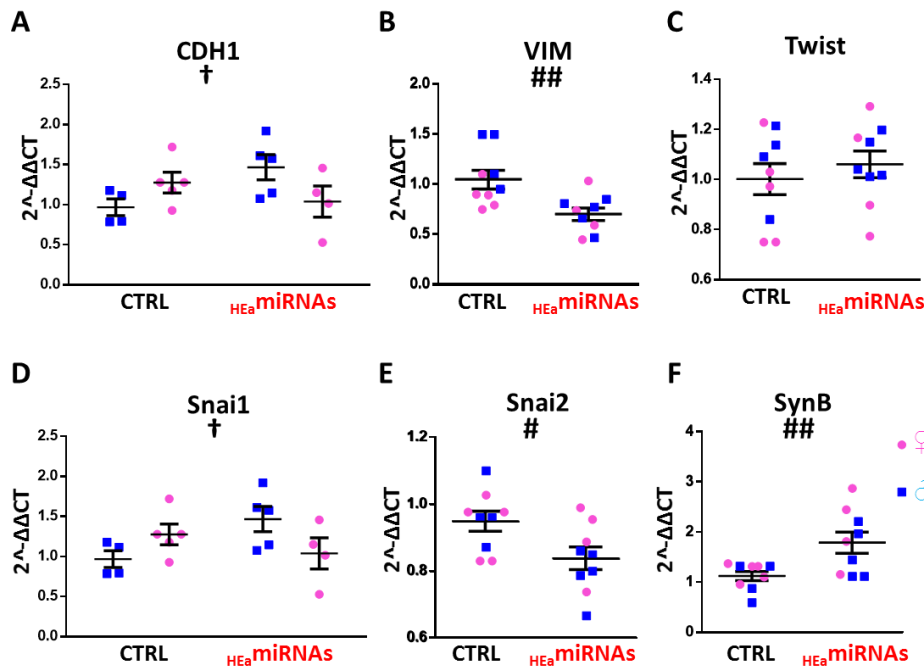 A
CDH1
†
2^-ΔΔCT
2.5
2.0
1.5
1.0
0.5
0.0
CTRL
HEamiRNAs
B
VIM
##
2^-ΔΔCT
2.0
1.5
1.0
0.5
0.0
CTRL
HEamiRNAs
C
Twist
2^-ΔΔCT
1.4
1.2
1.0
0.8
0.6
CTRL
HEamiRNAs
D
Snai1
†
2^-ΔΔCT
2.5
2.0
1.5
1.0
0.5
0.0
CTRL
HEamiRNAs
E
Snai2
#
2^-ΔΔCT
1.2
1.0
0.8
0.6
CTRL
HEamiRNAs
F
SynB
##
2^-ΔΔCT
4
3
2
1
0
CTRL
HEamiRNAs
♀
♂